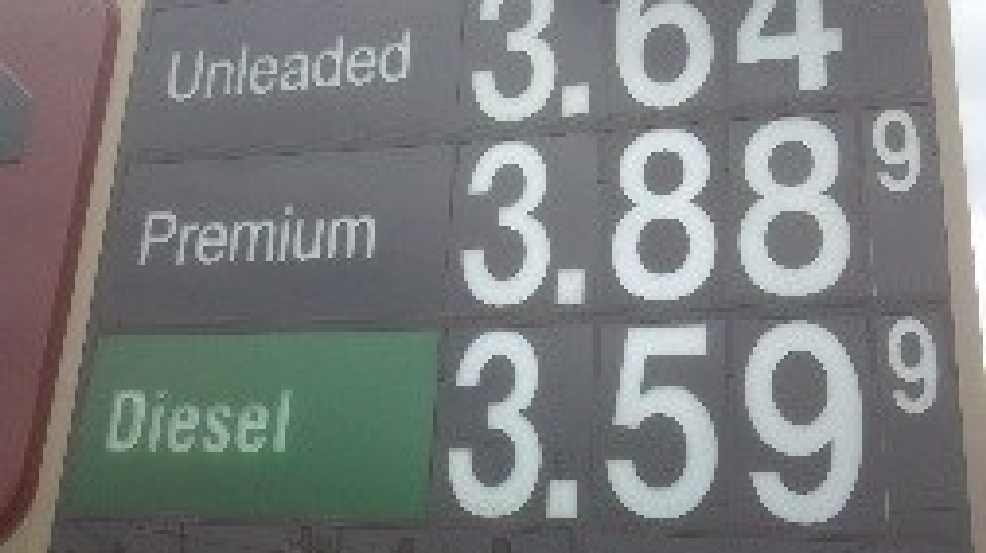 Unleaded 3.64
Premium 3.88 9
Diesel 3.59 9